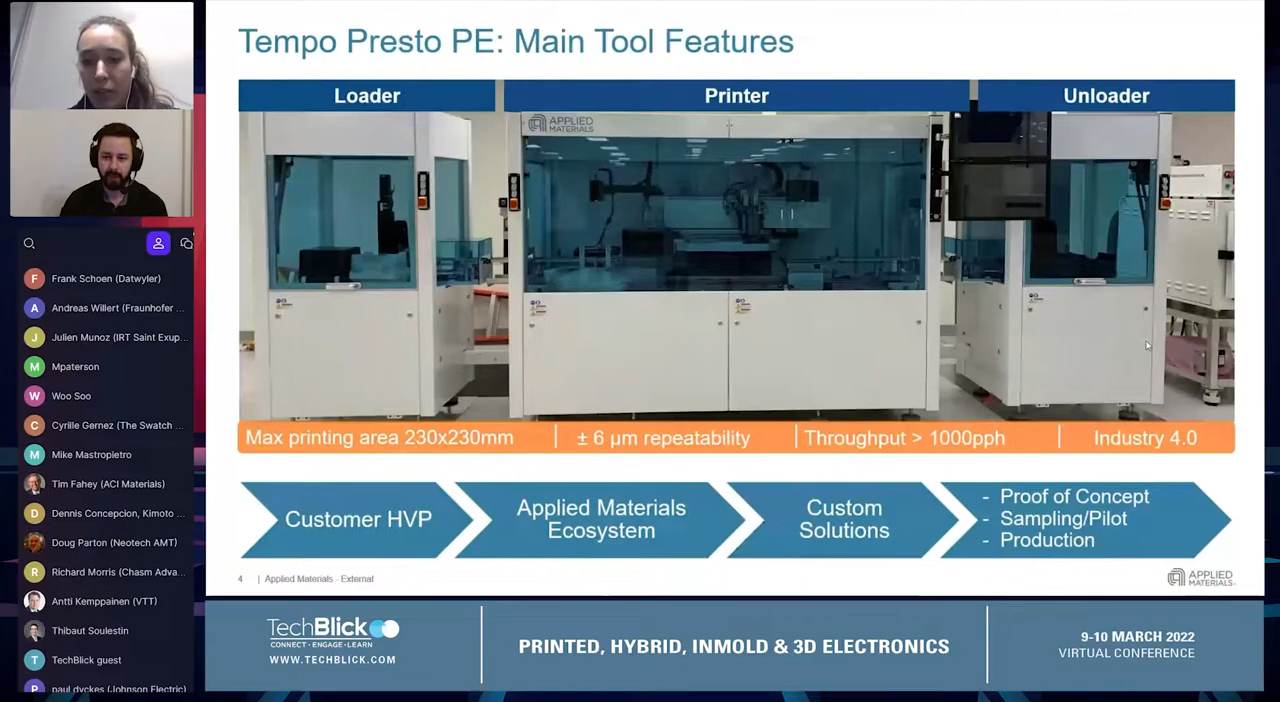 Tempo Presto PE: Main Tool Features
Loader
Printer
Unloader
APPLIED
MATERIALS
Max printing area 230x230mm
± 6 µm repeatability
Throughput > 1000pph
Industry 4.0
Customer HVP
Applied Materials
Ecosystem
Custom
Solutions
- Proof of Concept
- Sampling/Pilot
- Production
4 | Applied Materials - External
APPLIED
MATERIALS
F Frank Schoen (Datwyler)
A Andreas Willert (Fraunhofer ...
J Julien Munoz (IRT Saint Exup...
M Mpaterson
W Woo Soo
C Cyrille Gernez (The Swatch ...
M Mike Mastropietro
Tim Fahey (ACI Materials)
D Dennis Concepcion, Kimoto ...
Doug Parton (Neotech AMT)
R Richard Morris (Chasm Adva...
Antti Kemppainen (VTT)
Thibaut Soulestin
T TechBlick guest
P paul dyckes (Johnson Electric)
TechBlick
CONNECT • ENGAGE • LEARN
WWW.TECHBLICK.COM
PRINTED, HYBRID, INMOLD & 3D ELECTRONICS
9-10 MARCH 2022
VIRTUAL CONFERENCE